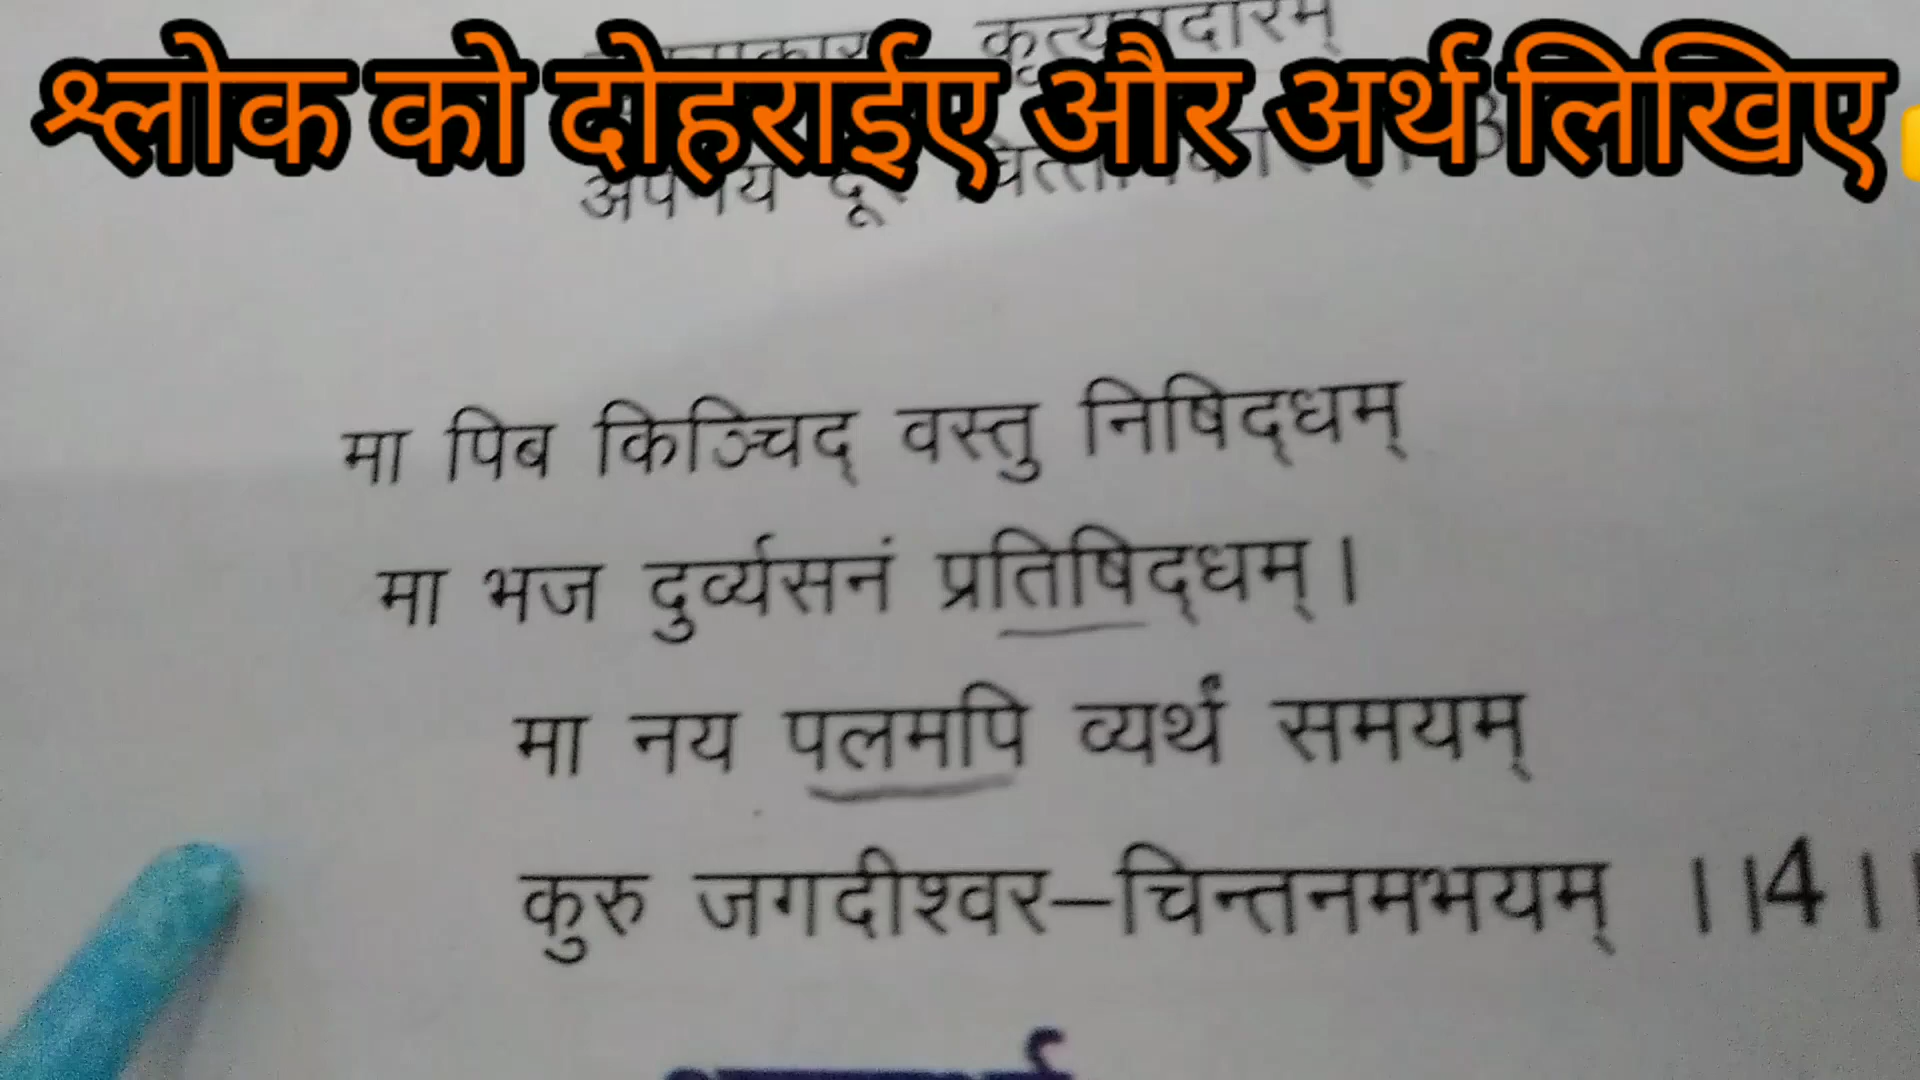 श्लोक को दोहराईए और अर्थ लिखिए
मा पिब किञ्चिद् वस्तु निषिद्धम्
मा भज दुर्व्यसनं प्रतिषिद्धम् ।
मा नय पलमपि व्यर्थं समयम्
कुरु जगदीश्वर–चिन्तनमभयम् ।।4।।